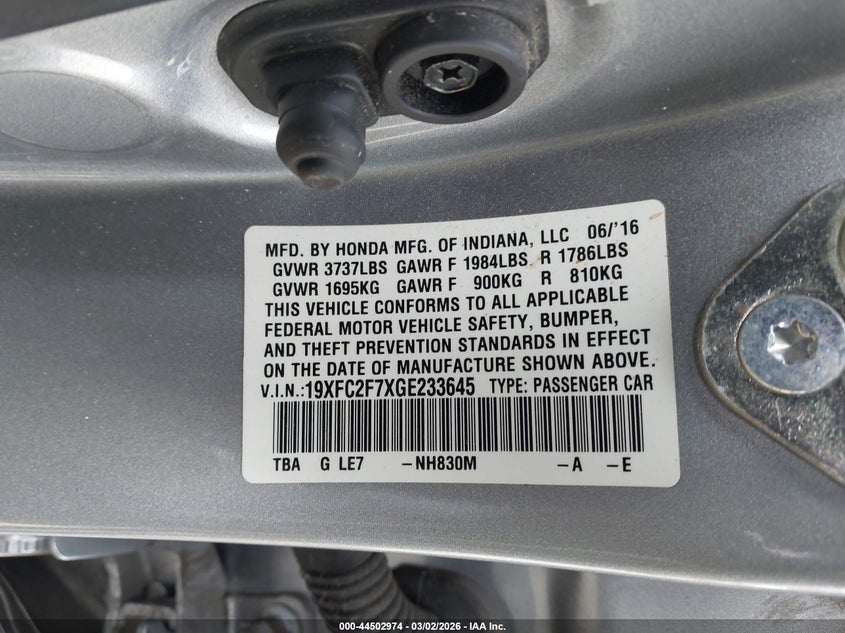 MFD. BY HONDA MFG. OF INDIANA, LLC 06/'16
GVWR 3737LBS GAWR F 1984LBS R 1786LBS
GVWR 1695KG GAWR F 900KG R 810KG
THIS VEHICLE CONFORMS TO ALL APPLICABLE
FEDERAL MOTOR VEHICLE SAFETY, BUMPER,
AND THEFT PREVENTION STANDARDS IN EFFECT
ON THE DATE OF MANUFACTURE SHOWN ABOVE.
V.I.N.:19XFC2F7XGE233645 TYPE: PASSENGER CAR
TBA G LE7 -NH830M -A -E
000-44502974 | 03/02/2026 - IAA Inc.